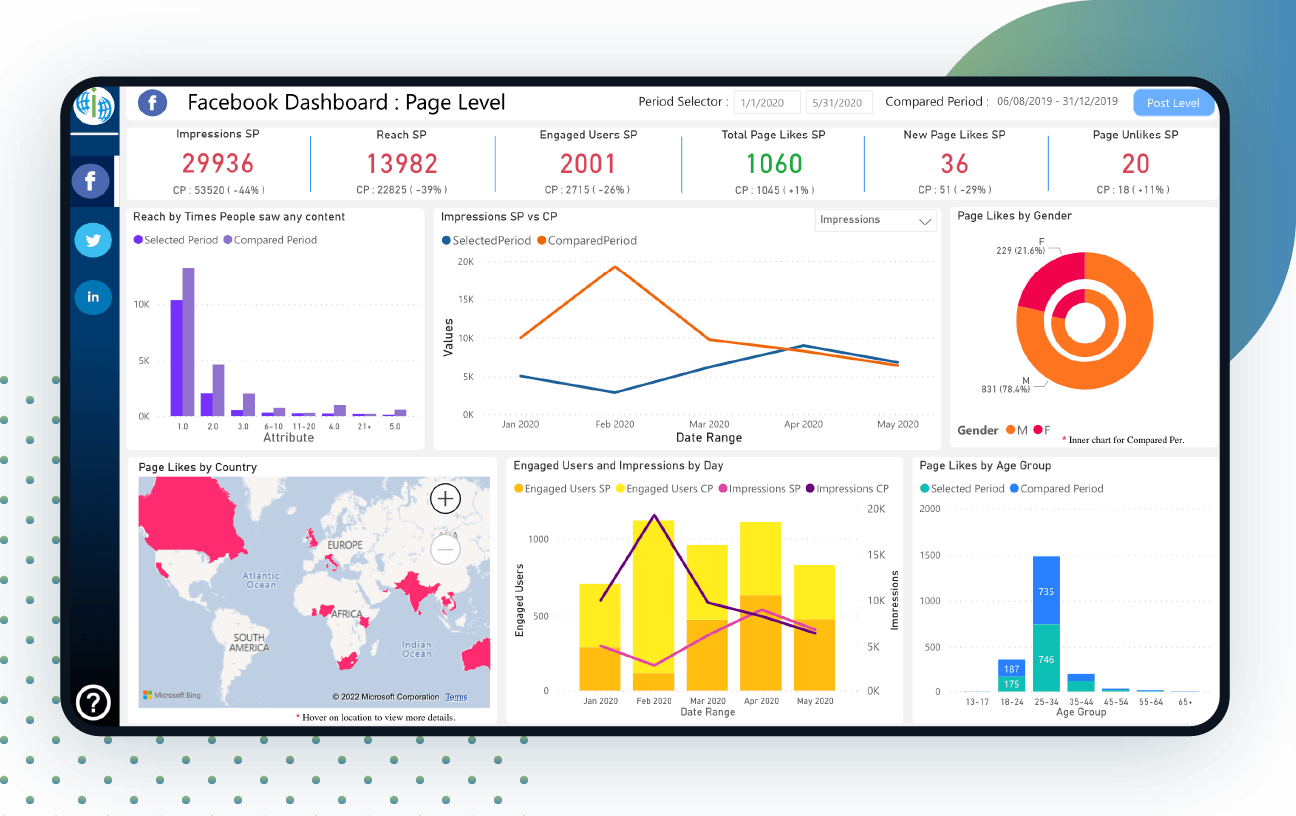 Facebook Dashboard : Page Level
Period Selector : 1/1/2020 5/31/2020 Compared Period : 06/08/2019 - 31/12/2019 Post Level
Impressions SP
29936
CP : 53520 ( -44% )
Reach SP
13982
CP : 22825 ( -39% )
Engaged Users SP
2001
CP : 2715 ( -26% )
Total Page Likes SP
1060
CP : 1045 ( +1% )
New Page Likes SP
36
CP : 51 ( -29% )
Page Unlikes SP
20
CP : 18 ( +11% )
Reach by Times People saw any content
Selected Period Compared Period
10K
5K
0K
1.0 2.0 3.0 6-10 11-20 4.0 21+ 5.0
Attribute
Impressions SP vs CP
Impressions
SelectedPeriod ComparedPeriod
Values
20K
15K
10K
5K
0K
Jan 2020 Feb 2020 Mar 2020 Apr 2020 May 2020
Date Range
Page Likes by Gender
F
229 (21.6%)
M
831 (78.4%)
Gender M F
* Inner chart for Compared Per.
Page Likes by Country
EUROPE
Atlantic
Ocean
AFRICA
SOUTH
AMERICA
Indian
Ocean
Microsoft Bing
© 2022 Microsoft Corporation Terms
* Hover on location to view more details.
Engaged Users and Impressions by Day
Engaged Users SP Engaged Users CP Impressions SP Impressions CP
Engaged Users
1000
500
0
20K
15K
10K
5K
0K
Impressions
Jan 2020 Feb 2020 Mar 2020 Apr 2020 May 2020
Date Range
Page Likes by Age Group
Selected Period Compared Period
2000
1500
1000
500
0
187
175
735
746
13-17 18-24 25-34 35-44 45-54 55-64 65+
Age Group